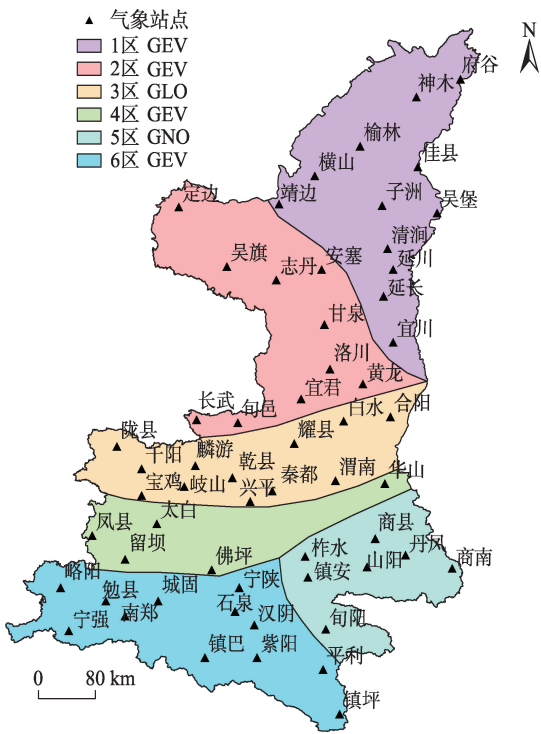 气象站点
1区 GEV
2区 GEV
3区 GLO
4区 GEV
5区 GNO
6区 GEV
N
府谷
神木
榆林
佳县
横山
定边
靖边
子洲
吴堡
清涧
吴旗
志丹
安塞
延川
延长
甘泉
宜川
洛川
黄龙
宜君
长武
旬邑
白水
合阳
陇县
耀县
千阳
麟游
乾县
秦都
渭南
华山
宝鸡
岐山
兴平
太白
凤县
商县
留坝
佛坪
柞水
丹凤
山阳
商南
略阳
勉县
城固
宁陕
镇安
南郑
石泉
汉阴
旬阳
宁强
镇巴
紫阳
平利
镇坪
0 80 km